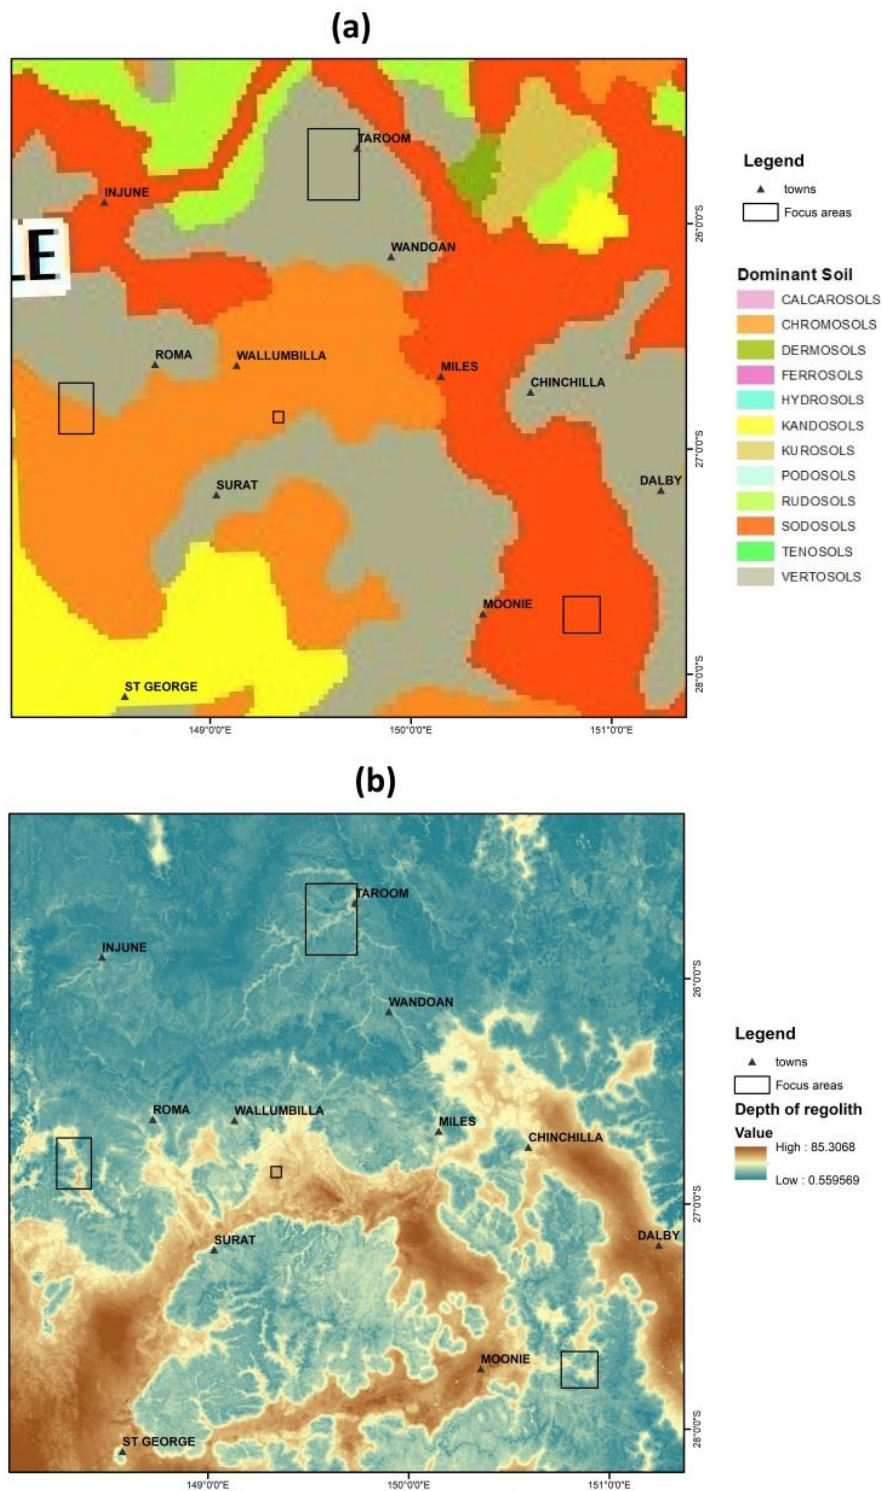 (a)
TAROOM
INJUNE
WANDOAN
LE
ROMA
WALLUMBILLA
MILES
CHINCHILLA
SURAT
DALBY
MOONIE
ST GEORGE
26°0'0"S
27°0'0"S
28°0'0"S
149°0'0"E
150°0'0"E
151°0'0"E
Legend
towns
Focus areas
Dominant Soil
CALCAROSOLS
CHROMOSOLS
DERMOSOLS
FERROSOLS
HYDROSOLS
KANDOSOLS
KUROSOLS
PODOSOLS
RUDOSOLS
SODOSOLS
TENOSOLS
VERTOSOLS
(b)
TAROOM
INJUNE
WANDOAN
ROMA
WALLUMBILLA
MILES
CHINCHILLA
SURAT
DALBY
MOONIE
ST GEORGE
26°0'0"S
27°0'0"S
28°0'0"S
149°0'0"E
150°0'0"E
151°0'0"E
Legend
towns
Focus areas
Depth of regolith
Value
High : 85.3068
Low : 0.559569